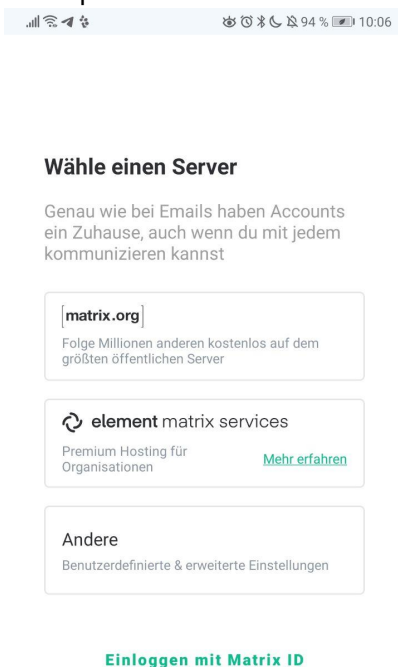 94 % 10:06
Wähle einen Server
Genau wie bei Emails haben Accounts
ein Zuhause, auch wenn du mit jedem
kommunizieren kannst
[matrix.org]
Folge Millionen anderen kostenlos auf dem
größten öffentlichen Server
element matrix services
Premium Hosting für
Organisationen
Mehr erfahren
Andere
Benutzerdefinierte & erweiterte Einstellungen
Einloggen mit Matrix ID